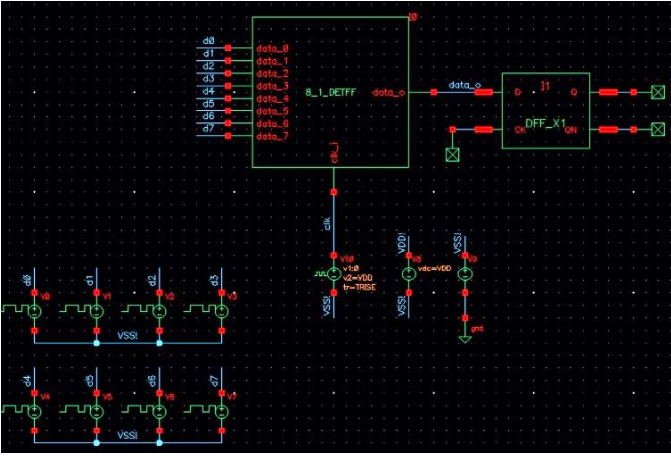 I0
d0
data_0
d1
data_1
d2
data_2
d3
data_3
d4
data_4
d5
data_5
d6
data_6
d7
data_7
8_1_DETFF
data_o
data_o
clk_i
I1
D
Q
DFF_X1
CK
QN
clk
V10
v1:0
v2=VDD
tr=TRISE
VSS!
VDD!
vdc=VDD
VSS!
VSS!
V9
gnd
d0
d1
d2
d3
V0
V1
V2
V3
VSS!
d4
d5
d6
d7
V4
V5
V6
V7
VSS!